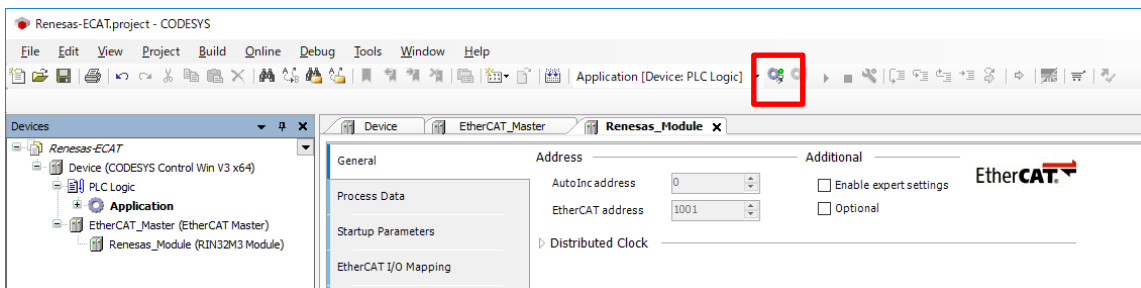 Renesas-ECAT.project - CODESYS
File Edit View Project Build Online Debug Tools Window Help
Application [Device: PLC Logic]
Devices
Device
EtherCAT_Master
Renesas_Module
Renesas-ECAT
Device (CODESYS Control Win V3 x64)
PLC Logic
Application
EtherCAT_Master (EtherCAT Master)
Renesas_Module (RIN32M3 Module)
General
Process Data
Startup Parameters
EtherCAT I/O Mapping
Address
AutoInc address 0
EtherCAT address 1001
Distributed Clock
Additional
Enable expert settings
Optional
EtherCAT